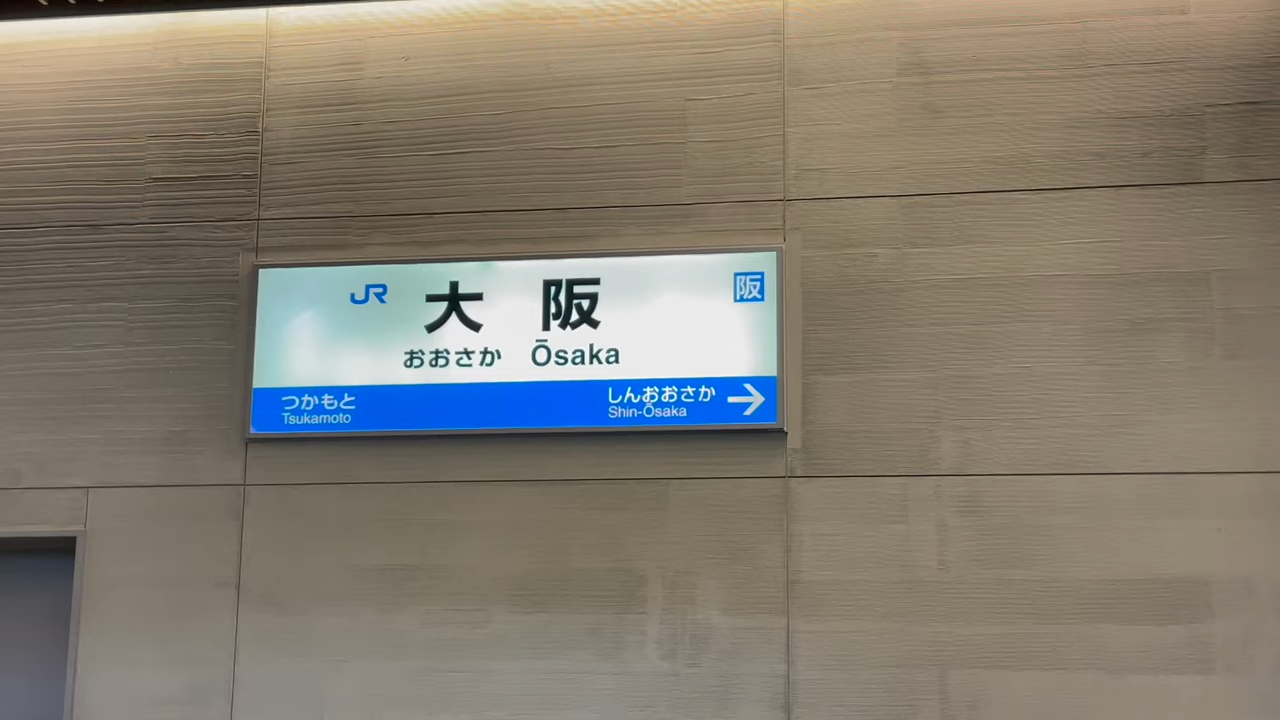 JR
大阪
阪
おおさか Ōsaka
つかもと
Tsukamoto
しんおおさか →
Shin-Ōsaka